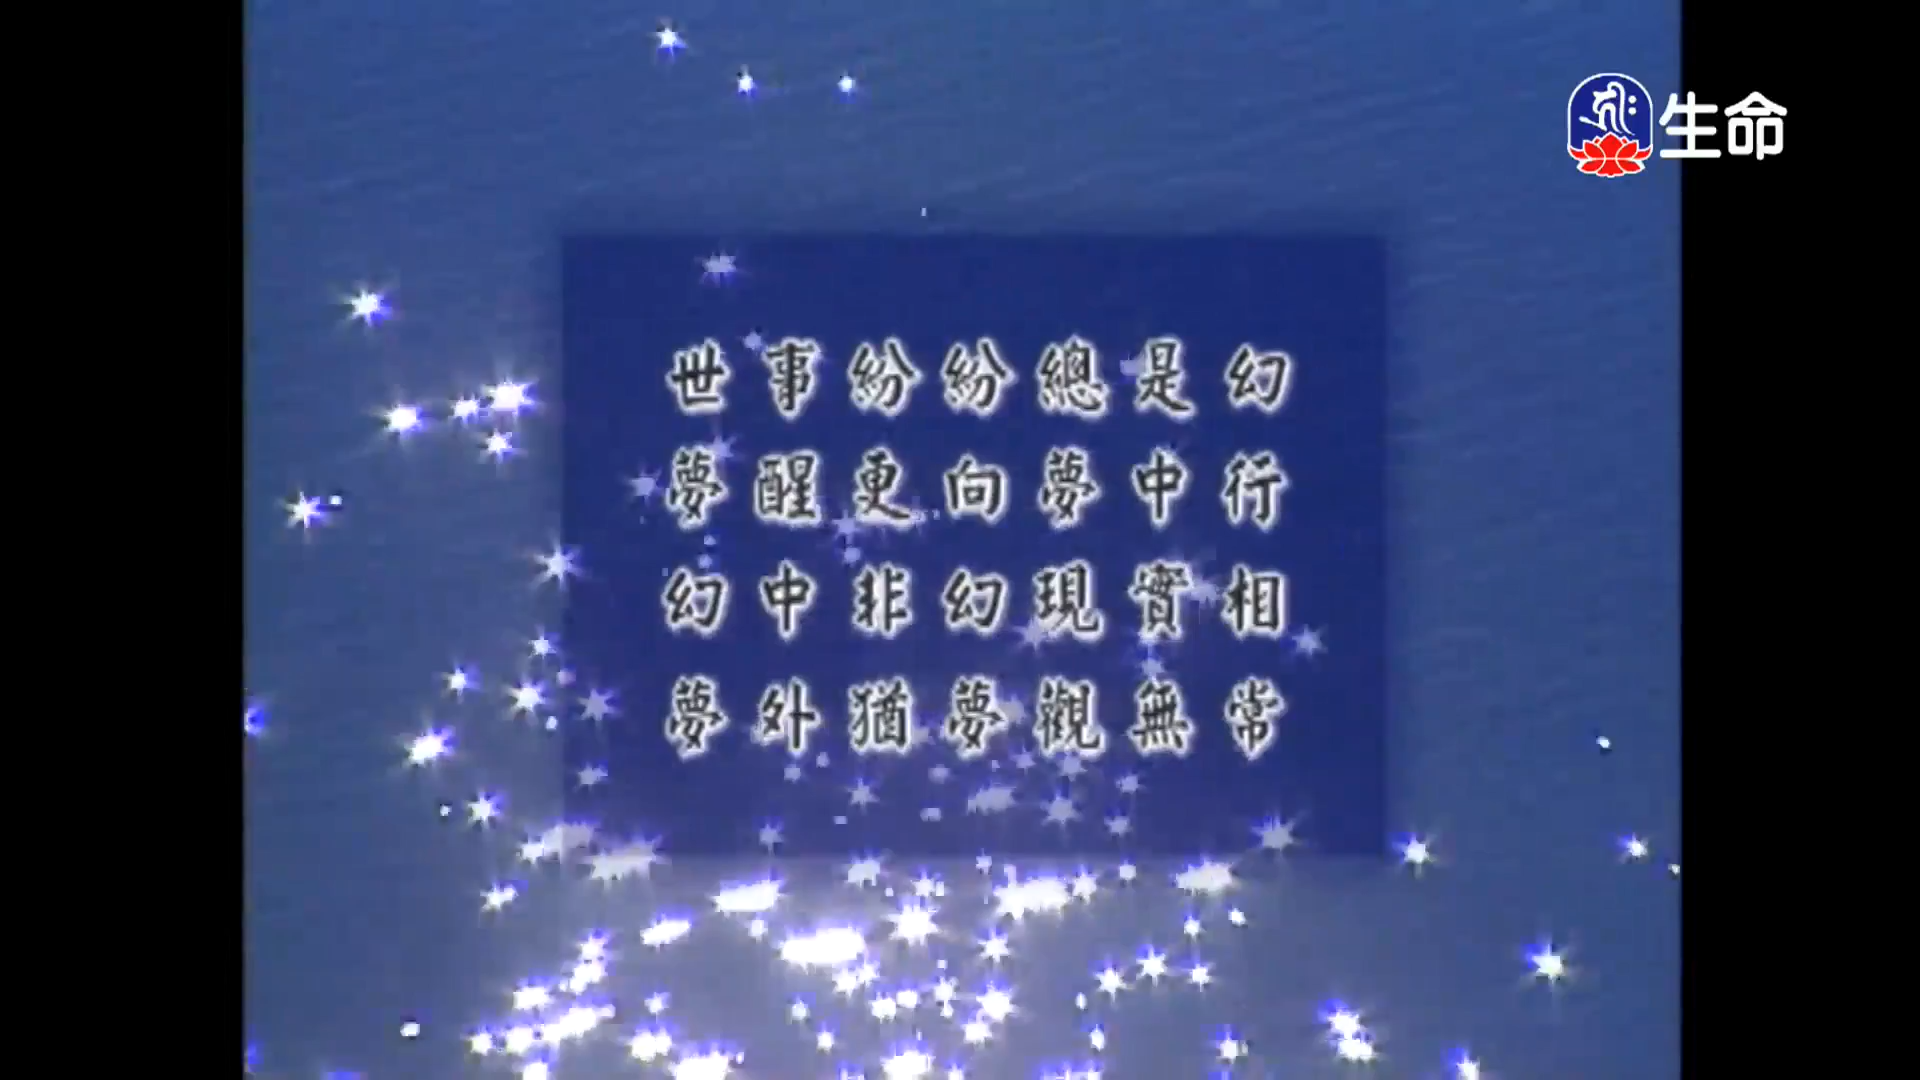 生命
世事紛紛總是幻
夢醒更向夢中行
幻中非幻現實相
夢外猶夢觀無常